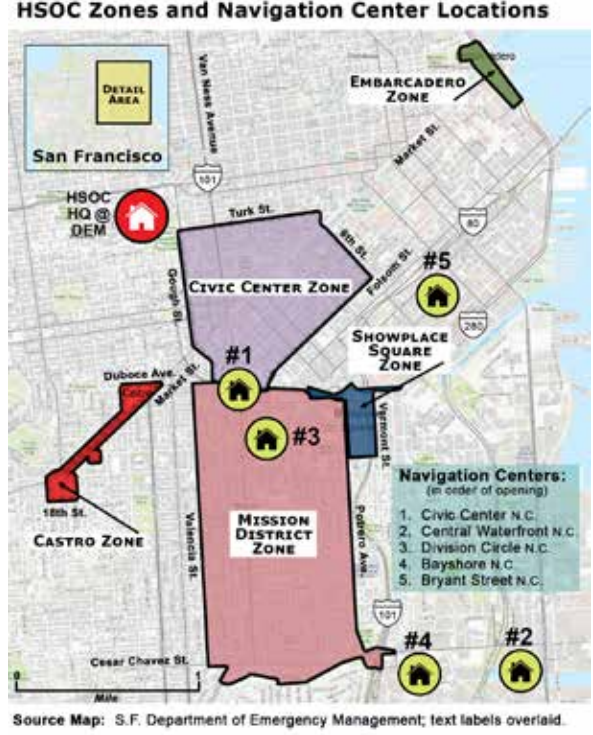 HSOC Zones and Navigation Center Locations
DETAIL
AREA
San Francisco
Van Ness Avenue
101
EMBARCADERO
ZONE
Market St.
HSOC
HQ @
DEM
Turk St.
8th St.
80
Gough St.
CIVIC CENTER ZONE
Folsom St.
#5
280
SHOWPLACE
SQUARE
ZONE
#1
Duboce Ave.
Market St.
#3
Vermont St.
18th St.
CASTRO ZONE
Valencia St.
MISSION
DISTRICT
ZONE
Potrero Ave.
Navigation Centers:
(in order of opening)
1. Civic Center N.C.
2. Central Waterfront N.C.
3. Division Circle N.C.
4. Bayshore N.C.
5. Bryant Street N.C.
101
#4
#2
Cesar Chavez St.
0 1
Mile
Source Map: S.F. Department of Emergency Management; text labels overlaid.